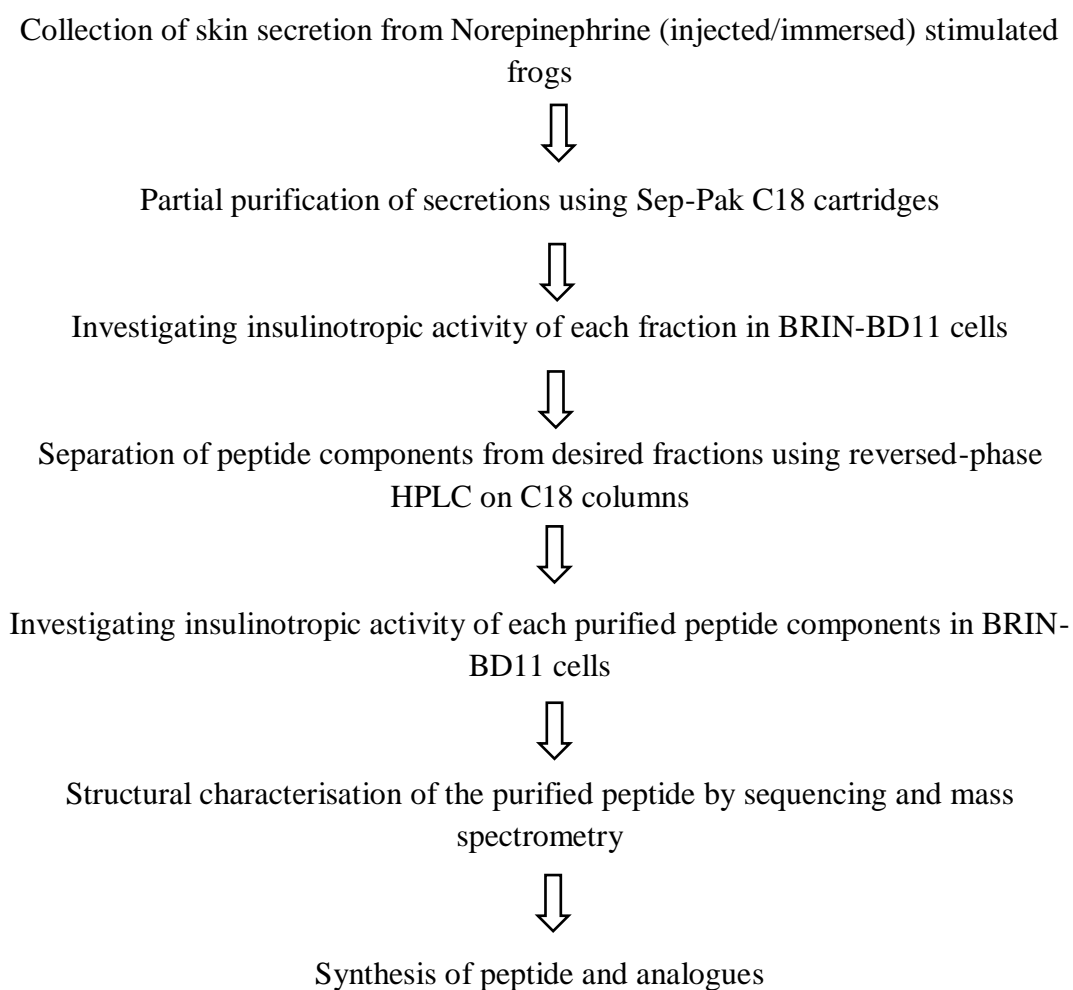 Collection of skin secretion from Norepinephrine (injected/immersed) stimulated
frogs
Partial purification of secretions using Sep-Pak C18 cartridges
Investigating insulinotropic activity of each fraction in BRIN-BD11 cells
Separation of peptide components from desired fractions using reversed-phase
HPLC on C18 columns
Investigating insulinotropic activity of each purified peptide components in BRIN-
BD11 cells
Structural characterisation of the purified peptide by sequencing and mass
spectrometry
Synthesis of peptide and analogues